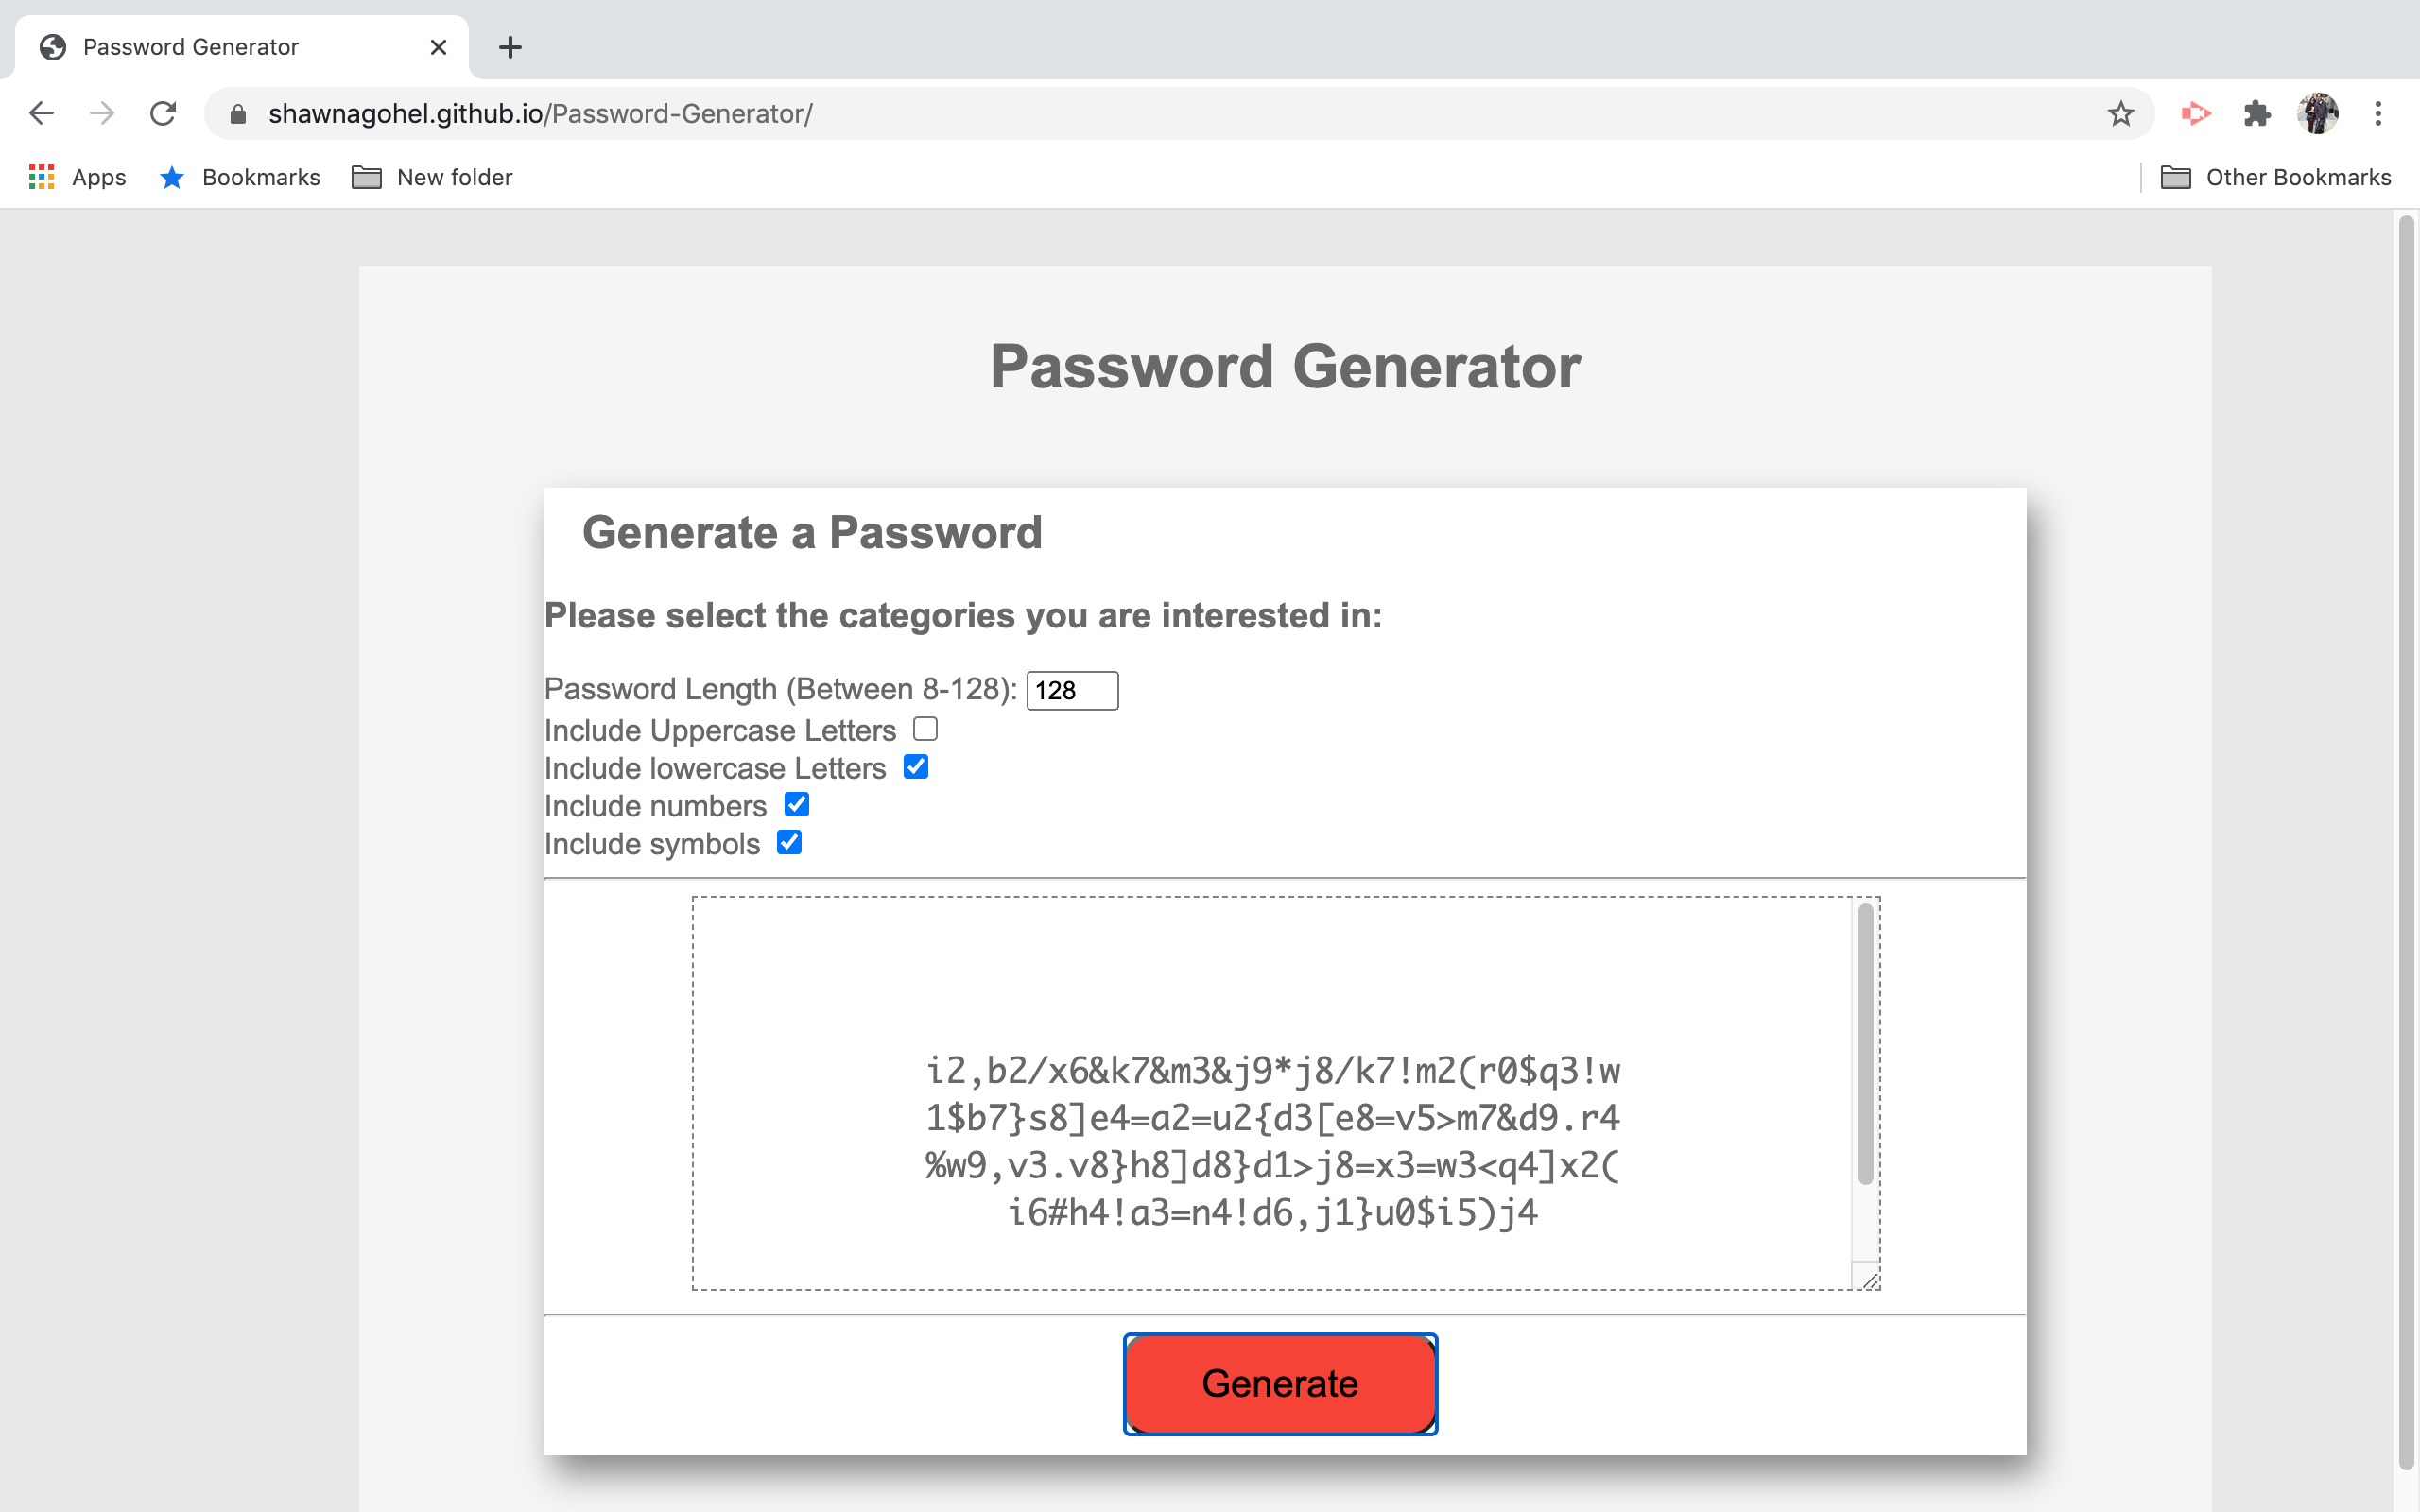 Password Generator
shawnagohel.github.io/Password-Generator/
Apps Bookmarks New folder Other Bookmarks
Password Generator
Generate a Password
Please select the categories you are interested in:
Password Length (Between 8-128): 128
Include Uppercase Letters
Include lowercase Letters
Include numbers
Include symbols
i2,b2/x6&k7&m3&j9*j8/k7!m2(r0$q3!w
1$b7}s8]e4=a2=u2{d3[e8=v5>m7&d9.r4
%w9,v3.v8}h8]d8}d1>j8=x3=w3<q4]x2(
i6#h4!a3=n4!d6,j1}u0$i5)j4
Generate